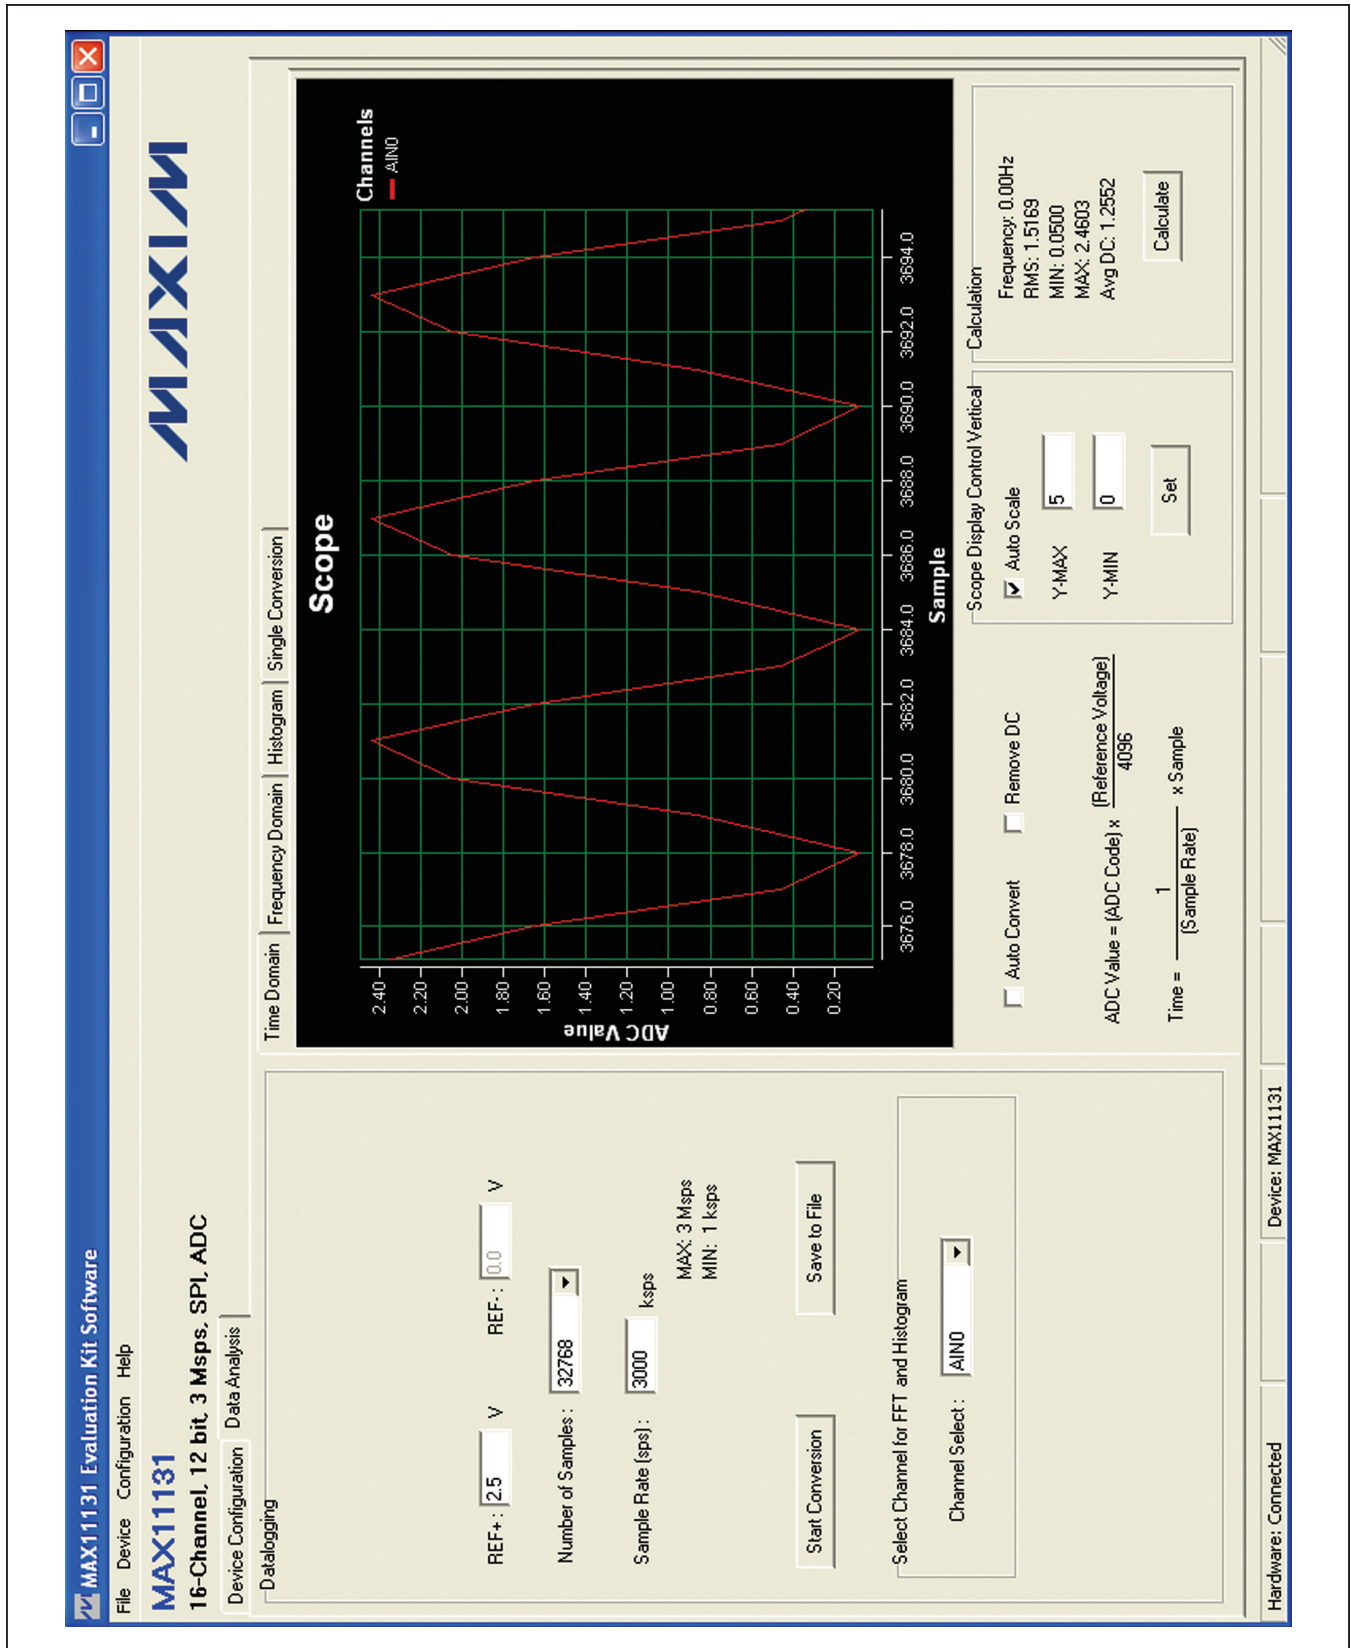 MAX11131 Evaluation Kit Software
File Device Configuration Help
MAX11131
MAXIM
16-Channel, 12 bit, 3 Msps, SPI, ADC
Device Configuration Data Analysis
Datalogging
REF+ : 2.5 V REF- : 0.0 V
Number of Samples : 32768
Sample Rate (sps) : 3000 ksps
MAX: 3 Msps
MIN: 1 ksps
Start Conversion Save to File
Select Channel for FFT and Histogram
Channel Select : AIN0
Time Domain Frequency Domain Histogram Single Conversion
Scope
Channels
AIN0
ADC Value
2.40
2.20
2.00
1.80
1.60
1.40
1.20
1.00
0.80
0.60
0.40
0.20
3676.0 3678.0 3680.0 3682.0 3684.0 3686.0 3688.0 3690.0 3692.0 3694.0
Sample
Auto Convert Remove DC
ADC Value = (ADC Code) x (Reference Voltage)
4096
Time = 1 x Sample
(Sample Rate)
Scope Display Control Vertical
Auto Scale
Y-MAX 5
Y-MIN 0
Set
Calculation
Frequency: 0.00Hz
RMS: 1.5169
MIN: 0.0500
MAX: 2.4603
Avg DC: 1.2552
Calculate
Hardware: Connected Device: MAX11131